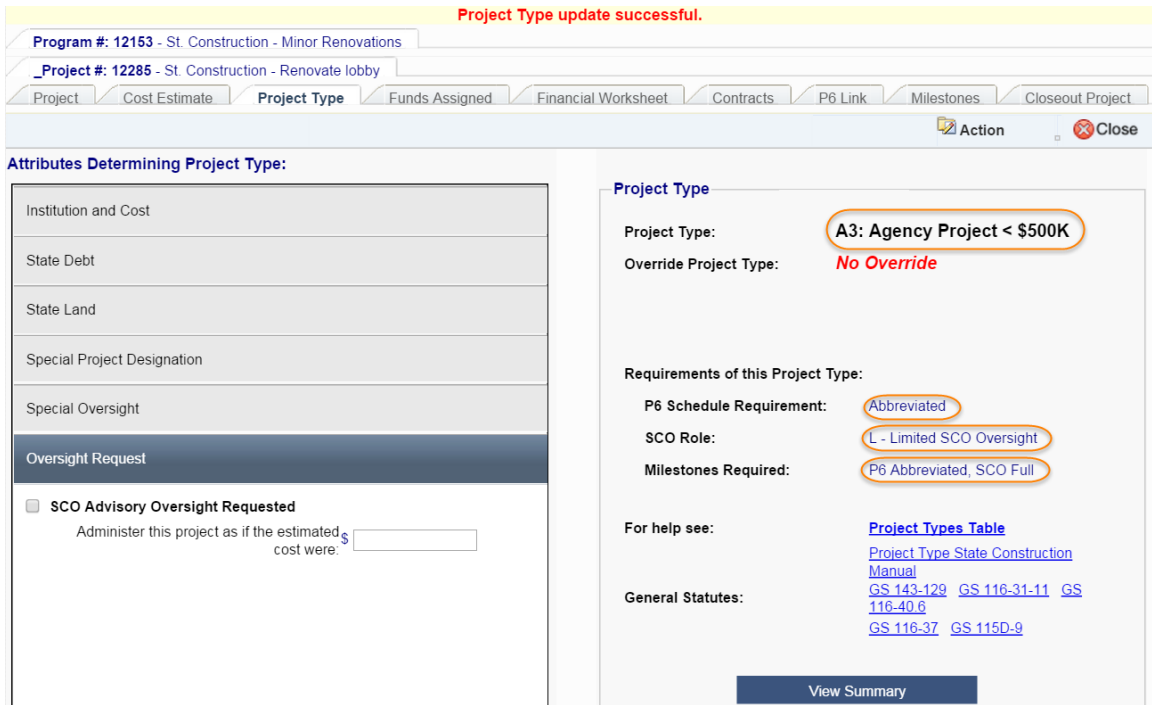 Project Type update successful.
Program #: 12153 - St. Construction - Minor Renovations
_Project #: 12285 - St. Construction - Renovate lobby
Project Cost Estimate Project Type Funds Assigned Financial Worksheet Contracts P6 Link Milestones Closeout Project
Action Close
Attributes Determining Project Type:
Institution and Cost
State Debt
State Land
Special Project Designation
Special Oversight
Oversight Request
SCO Advisory Oversight Requested
Administer this project as if the estimated $
cost were:
Project Type
Project Type: A3: Agency Project < $500K
Override Project Type: No Override
Requirements of this Project Type:
P6 Schedule Requirement: Abbreviated
SCO Role: L - Limited SCO Oversight
Milestones Required: P6 Abbreviated, SCO Full
For help see: Project Types Table
Project Type State Construction
Manual
General Statutes: GS 143-129 GS 116-31-11 GS
116-40.6
GS 116-37 GS 115D-9
View Summary